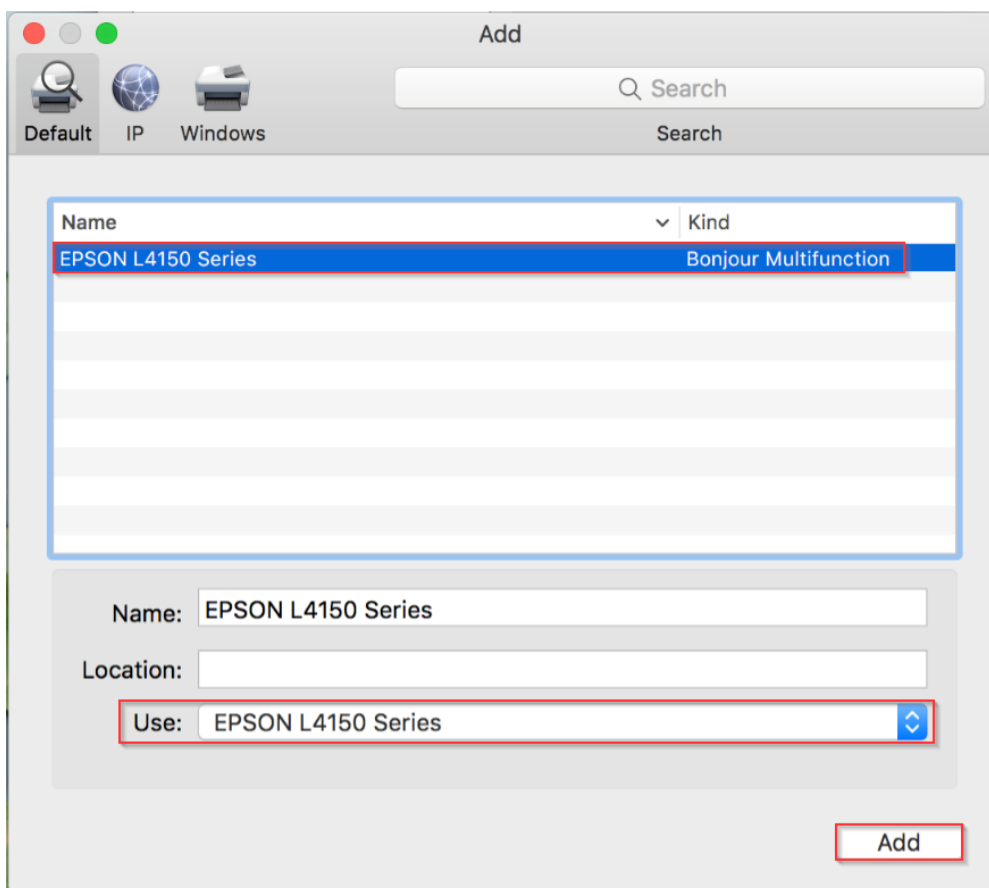 Add
Search
Default IP Windows Search
Name Kind
EPSON L4150 Series Bonjour Multifunction
Name: EPSON L4150 Series
Location:
Use: EPSON L4150 Series
Add